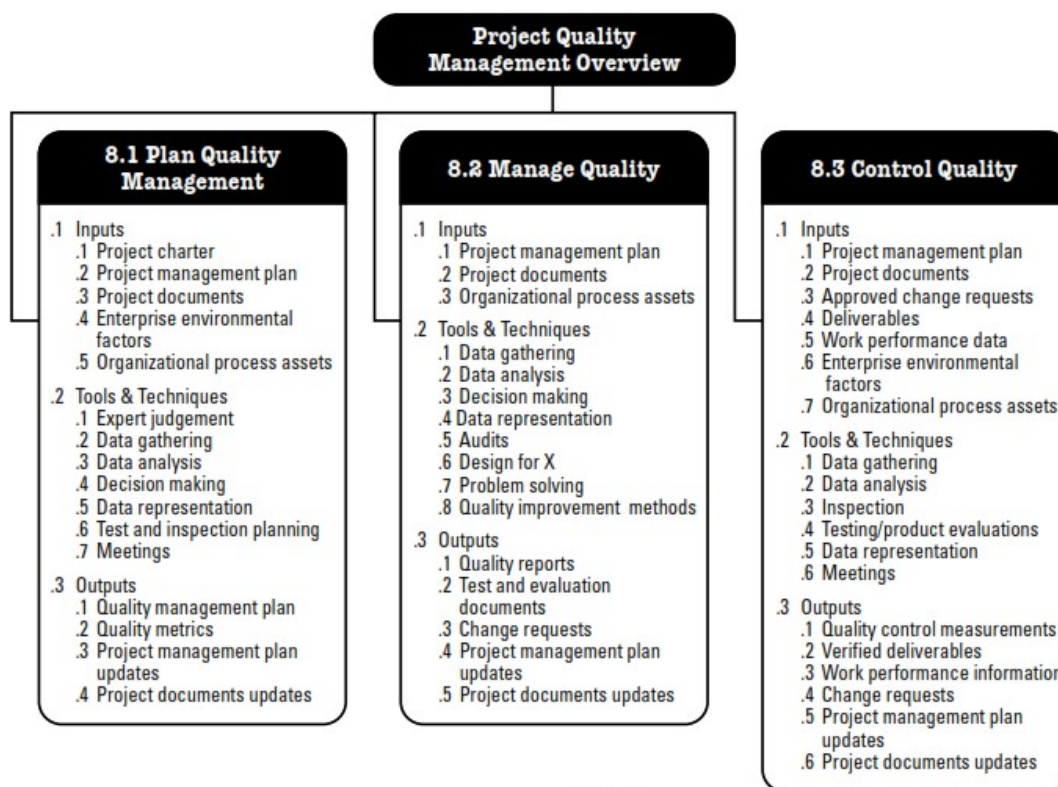 Project Quality
Management Overview
8.1 Plan Quality
Management
.1 Inputs
.1 Project charter
.2 Project management plan
.3 Project documents
.4 Enterprise environmental
factors
.5 Organizational process assets
.2 Tools & Techniques
.1 Expert judgement
.2 Data gathering
.3 Data analysis
.4 Decision making
.5 Data representation
.6 Test and inspection planning
.7 Meetings
.3 Outputs
.1 Quality management plan
.2 Quality metrics
.3 Project management plan
updates
.4 Project documents updates
8.2 Manage Quality
.1 Inputs
.1 Project management plan
.2 Project documents
.3 Organizational process assets
.2 Tools & Techniques
.1 Data gathering
.2 Data analysis
.3 Decision making
.4 Data representation
.5 Audits
.6 Design for X
.7 Problem solving
.8 Quality improvement methods
.3 Outputs
.1 Quality reports
.2 Test and evaluation
documents
.3 Change requests
.4 Project management plan
updates
.5 Project documents updates
8.3 Control Quality
.1 Inputs
.1 Project management plan
.2 Project documents
.3 Approved change requests
.4 Deliverables
.5 Work performance data
.6 Enterprise environmental
factors
.7 Organizational process assets
.2 Tools & Techniques
.1 Data gathering
.2 Data analysis
.3 Inspection
.4 Testing/product evaluations
.5 Data representation
.6 Meetings
.3 Outputs
.1 Quality control measurements
.2 Verified deliverables
.3 Work performance information
.4 Change requests
.5 Project management plan
updates
.6 Project documents updates